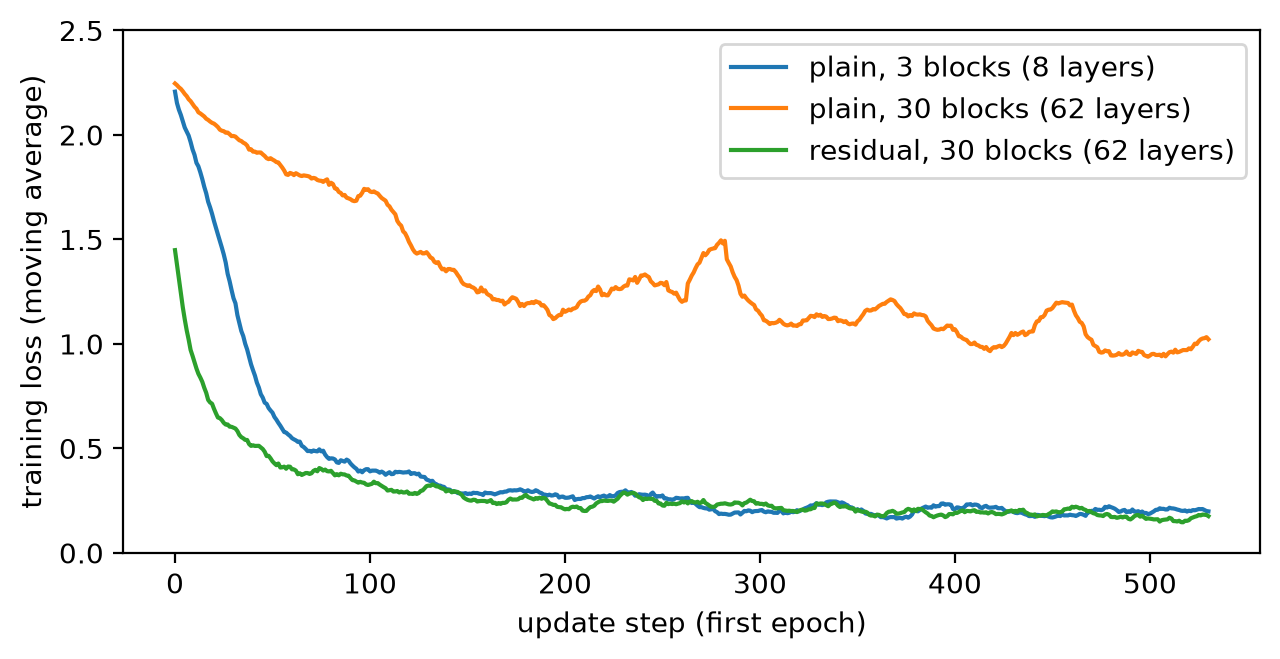 2.5
2.0
1.5
1.0
0.5
0.0
training loss (moving average)
plain, 3 blocks (8 layers)
plain, 30 blocks (62 layers)
residual, 30 blocks (62 layers)
0 100 200 300 400 500
update step (first epoch)